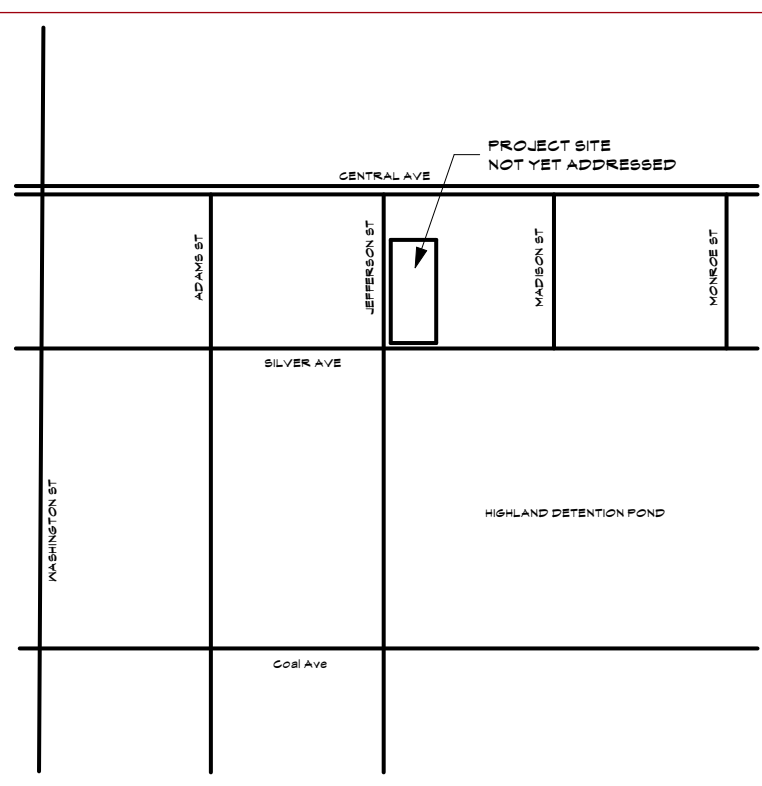 PROJECT SITE
NOT YET ADDRESSED
CENTRAL AVE
ADAMS ST
JEFFERSON ST
MADISON ST
MONROE ST
SILVER AVE
WASHINGTON ST
HIGHLAND DETENTION POND
Coal Ave